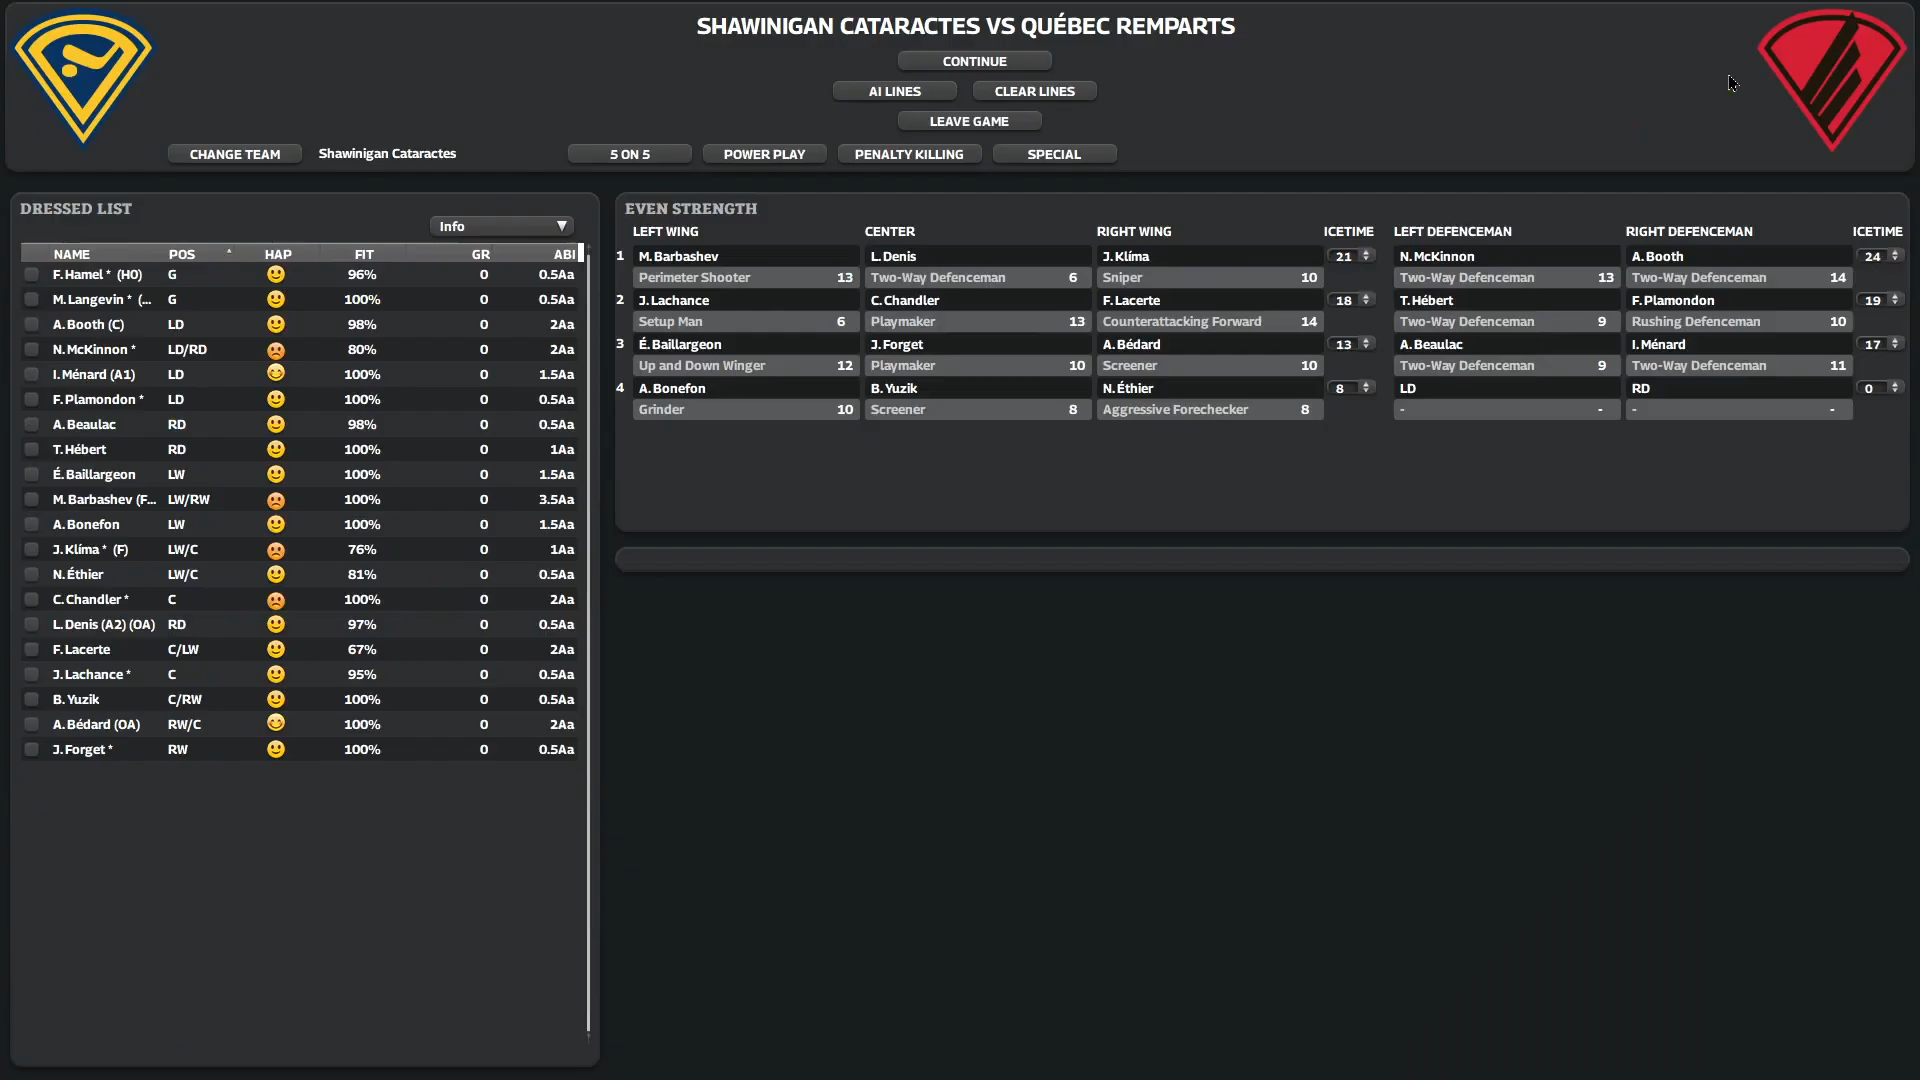 SHAWINIGAN CATARACTES VS QUÉBEC REMPARTS
CONTINUE
AI LINES CLEAR LINES
LEAVE GAME
CHANGE TEAM Shawinigan Cataractes 5 ON 5 POWER PLAY PENALTY KILLING SPECIAL
DRESSED LIST
Info
NAME POS HAP FIT GR ABI
F. Hamel * (H0) G 96% 0 0.5Aa
M. Langevin * (... G 100% 0 0.5Aa
A. Booth (C) LD 98% 0 2Aa
N. McKinnon * LD/RD 80% 0 2Aa
I. Ménard (A1) LD 100% 0 1.5Aa
F. Plamondon * LD 100% 0 0.5Aa
A. Beaulac RD 98% 0 0.5Aa
T. Hébert RD 100% 0 1Aa
É. Baillargeon LW 100% 0 1.5Aa
M. Barbashev (F... LW/RW 100% 0 3.5Aa
A. Bonefon LW 100% 0 1.5Aa
J. Klíma * (F) LW/C 76% 0 1Aa
N. Éthier LW/C 81% 0 0.5Aa
C. Chandler * C 100% 0 2Aa
L. Denis (A2) (OA) RD 97% 0 0.5Aa
F. Lacerte C/LW 67% 0 2Aa
J. Lachance * C 95% 0 0.5Aa
B. Yuzik C/RW 100% 0 0.5Aa
A. Bédard (OA) RW/C 100% 0 2Aa
J. Forget * RW 100% 0 0.5Aa
EVEN STRENGTH
LEFT WING CENTER RIGHT WING ICETIME LEFT DEFENCEMAN RIGHT DEFENCEMAN ICETIME
1 M. Barbashev L. Denis J. Klíma 21 N. McKinnon A. Booth 24
Perimeter Shooter 13 Two-Way Defenceman 6 Sniper 10 Two-Way Defenceman 13 Two-Way Defenceman 14
2 J. Lachance C. Chandler F. Lacerte 18 T. Hébert F. Plamondon 19
Setup Man 6 Playmaker 13 Counterattacking Forward 14 Two-Way Defenceman 9 Rushing Defenceman 10
3 É. Baillargeon J. Forget A. Bédard 13 A. Beaulac I. Ménard 17
Up and Down Winger 12 Playmaker 10 Screener 10 Two-Way Defenceman 9 Two-Way Defenceman 11
4 A. Bonefon B. Yuzik N. Éthier 8 LD RD 0
Grinder 10 Screener 8 Aggressive Forechecker 8 - - - -